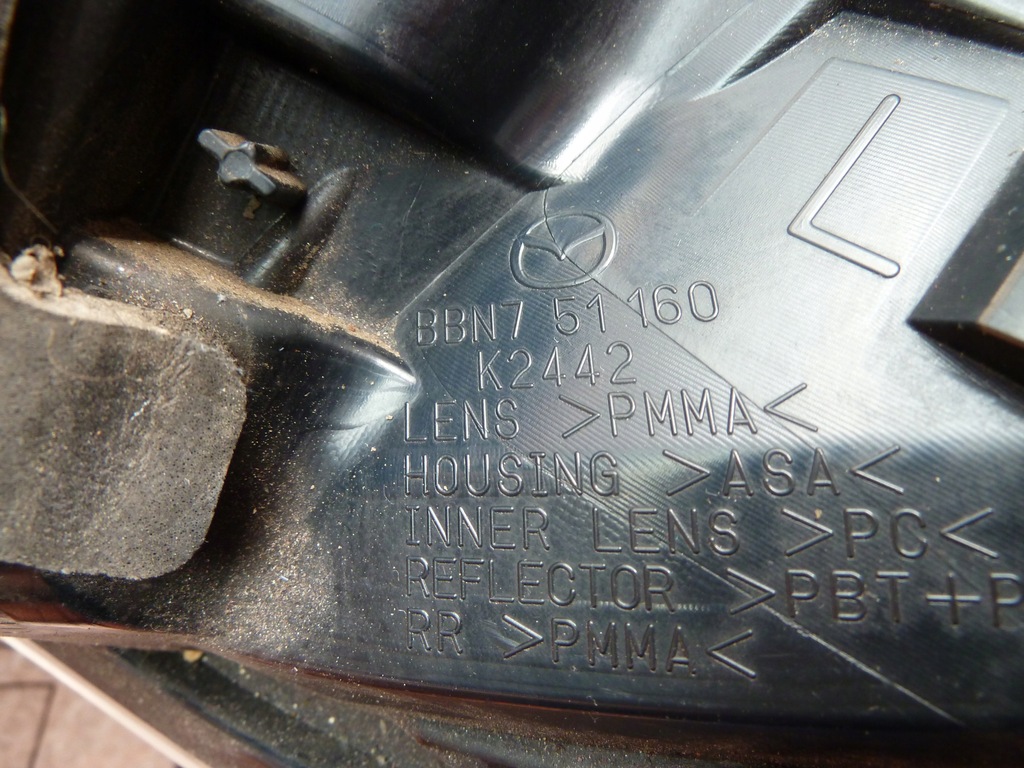 L
BBN7 51 160
K2442
LENS >PMMA<
HOUSING >ASA<
INNER LENS >PC<
REFLECTOR >PBT+P
RR >PMMA<